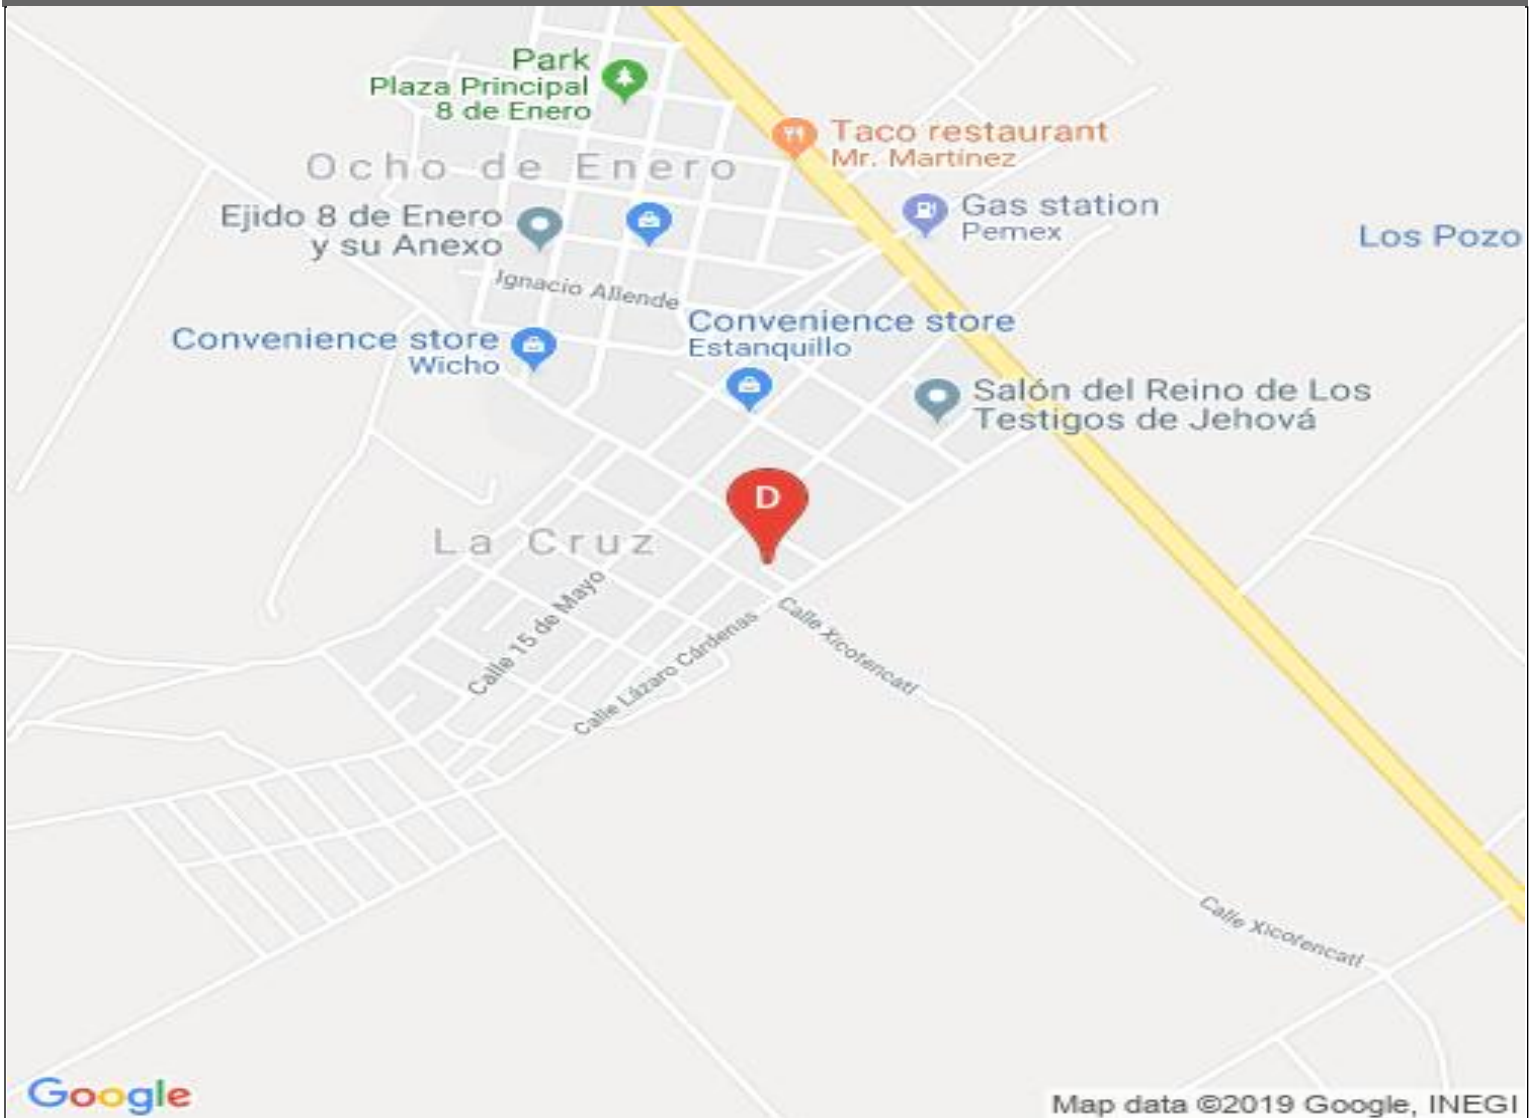 Park
Plaza Principal
8 de Enero
Taco restaurant
Mr. Martinez
Ocho de Enero
Ejido 8 de Enero
y su Anexo
Gas station
Pemex
Los Pozo
Ignacio Allende
Convenience store
Wicho
Convenience store
Estanquillo
Salón del Reino de Los
Testigos de Jehová
D
La Cruz
Calle 15 de Mayo
Calle Lázaro Cárdenas
Calle Xicotencatl
Calle Xicotencatl
Google
Map data ©2019 Google, INEGI